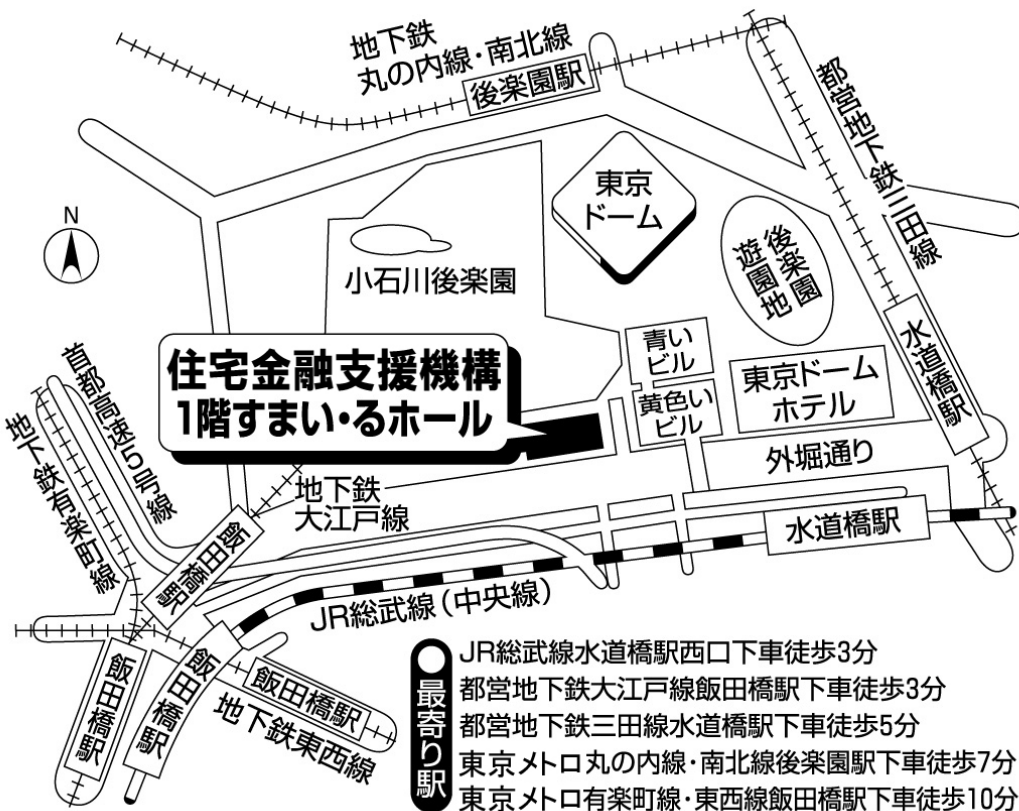 地下鉄
丸の内線・南北線
後楽園駅
都営地下鉄三田線
東京
ドーム
N
小石川後楽園
後楽園
遊園地
水道橋駅
青い
ビル
住宅金融支援機構
1階すまい・るホール
東京ドーム
ホテル
黄色い
ビル
首都高速5号線
地下鉄有楽町線
外堀通り
地下鉄
大江戸線
飯田橋駅
水道橋駅
JR総武線(中央線)
飯田橋駅
飯田橋駅
飯田橋駅
地下鉄東西線
最寄り駅
JR総武線水道橋駅西口下車徒歩3分
都営地下鉄大江戸線飯田橋駅下車徒歩3分
都営地下鉄三田線水道橋駅下車徒歩5分
東京メトロ丸の内線・南北線後楽園駅下車徒歩7分
東京メトロ有楽町線・東西線飯田橋駅下車徒歩10分